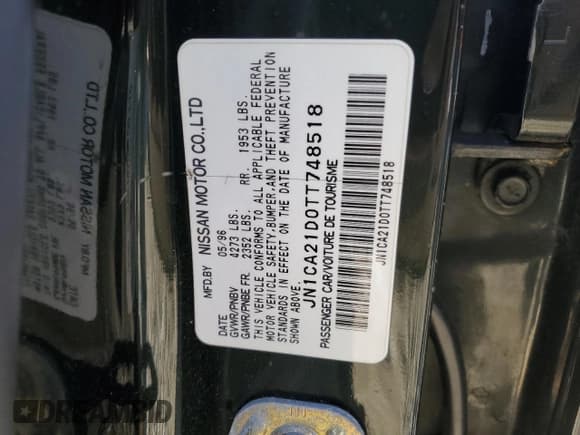 MFD.BY NISSAN MOTOR CO.,LTD
DATE 05/96
GVWR/PNBV 4273 LBS.
GAWR/PNBE FR. 2352 LBS. RR. 1953 LBS.
THIS VEHICLE CONFORMS TO ALL APPLICABLE FEDERAL
MOTOR VEHICLE SAFETY,BUMPER,AND THEFT PREVENTION
STANDARDS IN EFFECT ON THE DATE OF MANUFACTURE
SHOWN ABOVE.
JN1CA21D0TT748518
PASSENGER CAR/VOITURE DE TOURISME
JN1CA21D0TT748518
DREAMBID